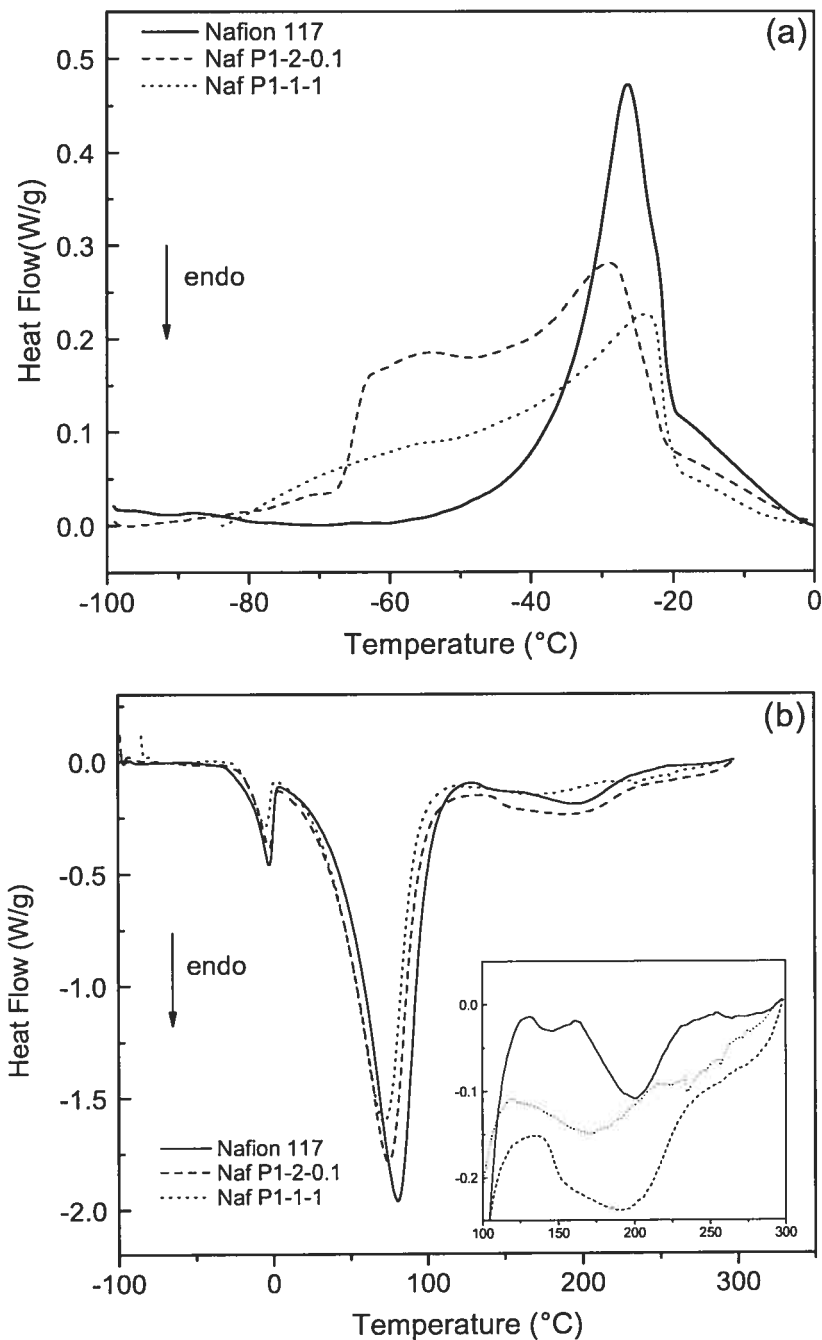 (a)
Nafion 117
Naf P1-2-0.1
Naf P1-1-1
0.5
0.4
0.3
0.2
0.1
0.0
Heat Flow(W/g)
endo
-100 -80 -60 -40 -20 0
Temperature (°C)
(b)
0.0
-0.5
-1.0
-1.5
-2.0
Heat Flow (W/g)
endo
Nafion 117
Naf P1-2-0.1
Naf P1-1-1
0.0
-0.1
-0.2
100 150 200 250 300
-100 0 100 200 300
Temperature (°C)